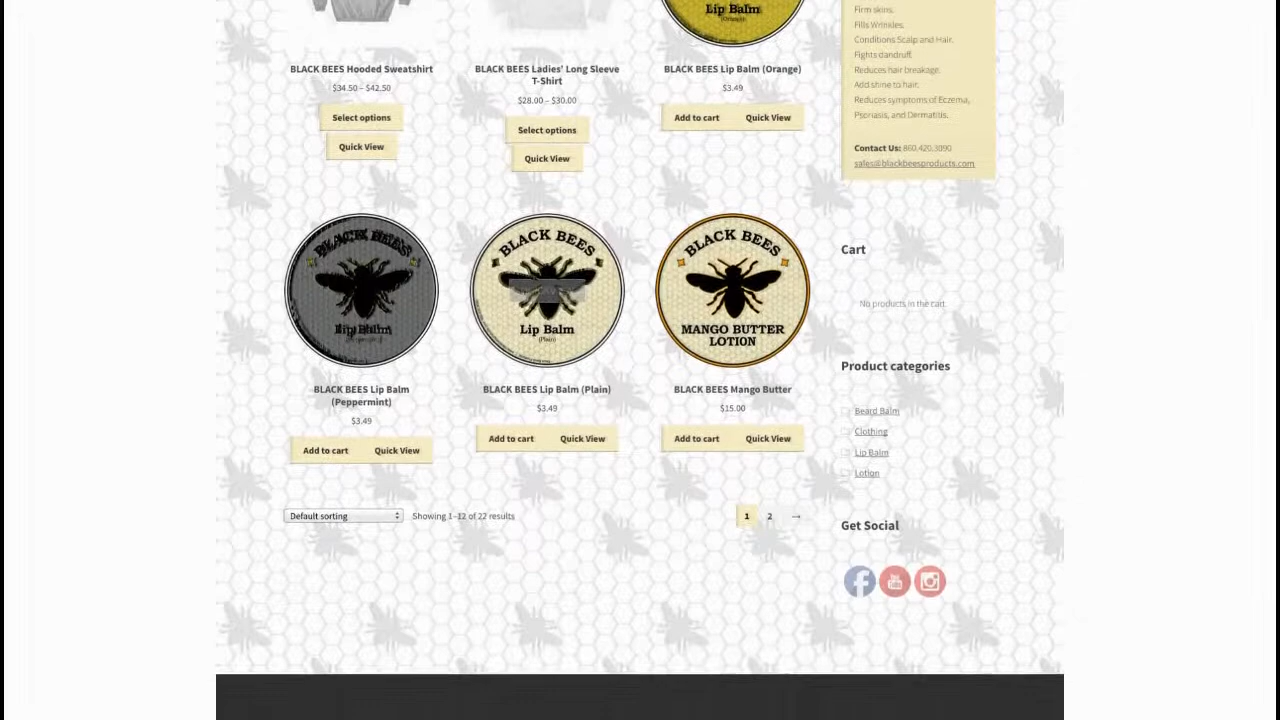 Lip Balm
(Orange)
BLACK BEES Hooded Sweatshirt
$34.50 – $42.50
Select options
Quick View
BLACK BEES Ladies' Long Sleeve
T-Shirt
$28.00 – $30.00
Select options
Quick View
BLACK BEES Lip Balm (Orange)
$3.49
Add to cart
Quick View
BLACK BEES
Lip Balm
BLACK BEES Lip Balm
(Peppermint)
$3.49
Add to cart
Quick View
BLACK BEES
Lip Balm
(Plain)
BLACK BEES Lip Balm (Plain)
$3.49
Add to cart
Quick View
BLACK BEES
MANGO BUTTER
LOTION
BLACK BEES Mango Butter
$15.00
Add to cart
Quick View
Default sorting
Showing 1–12 of 22 results
1 2 →
Firm skins.
Fills Wrinkles.
Conditions Scalp and Hair.
Fights dandruff.
Reduces hair breakage.
Add shine to hair.
Reduces symptoms of Eczema,
Psoriasis, and Dermatitis.
Contact Us: 860.420.3090
sales@blackbeesproducts.com
Cart
No products in the cart.
Product categories
Beard Balm
Clothing
Lip Balm
Lotion
Get Social
You
Tube